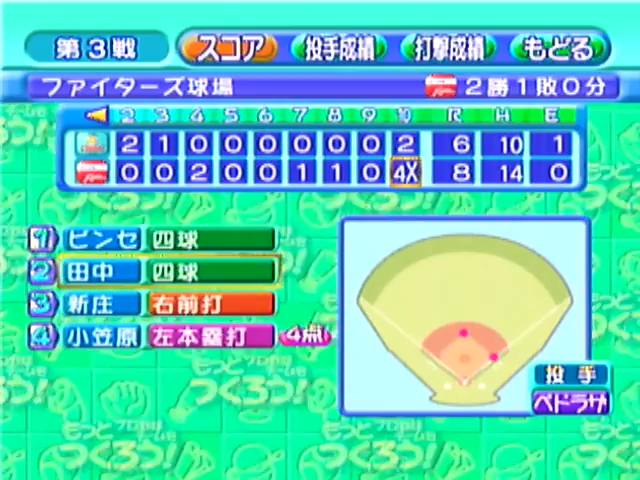 第3戦 スコア 投手成績 打撃成績 もどる
ファイターズ球場 2勝1敗0分
2 3 4 5 6 7 8 9 10 R H E
2 1 0 0 0 0 0 0 2 6 10 1
0 0 2 0 0 1 1 0 4X 8 14 0
1 ピンセ 四球
2 田中 四球
3 新庄 右前打
4 小笠原 左本塁打 4点
投手
ペドラザ
もっと プロ野球チームを つくろう!